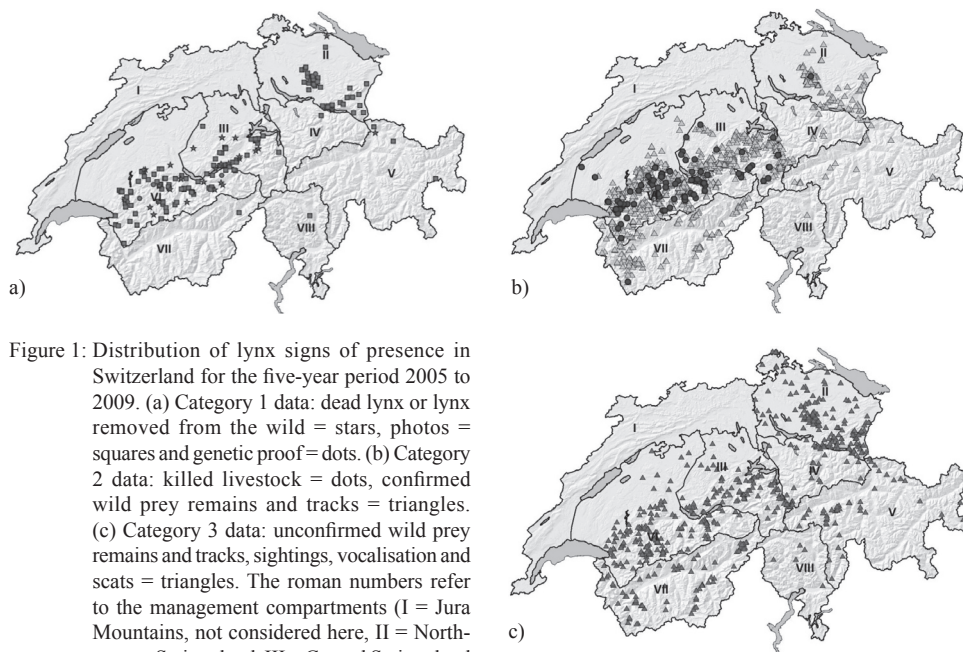 I
II
III
IV
V
VI
VII
VIII
a)
I
II
III
IV
V
VI
VII
VIII
b)
Figure 1: Distribution of lynx signs of presence in
Switzerland for the five-year period 2005 to
2009. (a) Category 1 data: dead lynx or lynx
removed from the wild = stars, photos =
squares and genetic proof = dots. (b) Category
2 data: killed livestock = dots, confirmed
wild prey remains and tracks = triangles.
(c) Category 3 data: unconfirmed wild prey
remains and tracks, sightings, vocalisation and
scats = triangles. The roman numbers refer
to the management compartments (I = Jura
Mountains, not considered here, II = North-
I
II
III
IV
V
VI
VII
VIII
c)